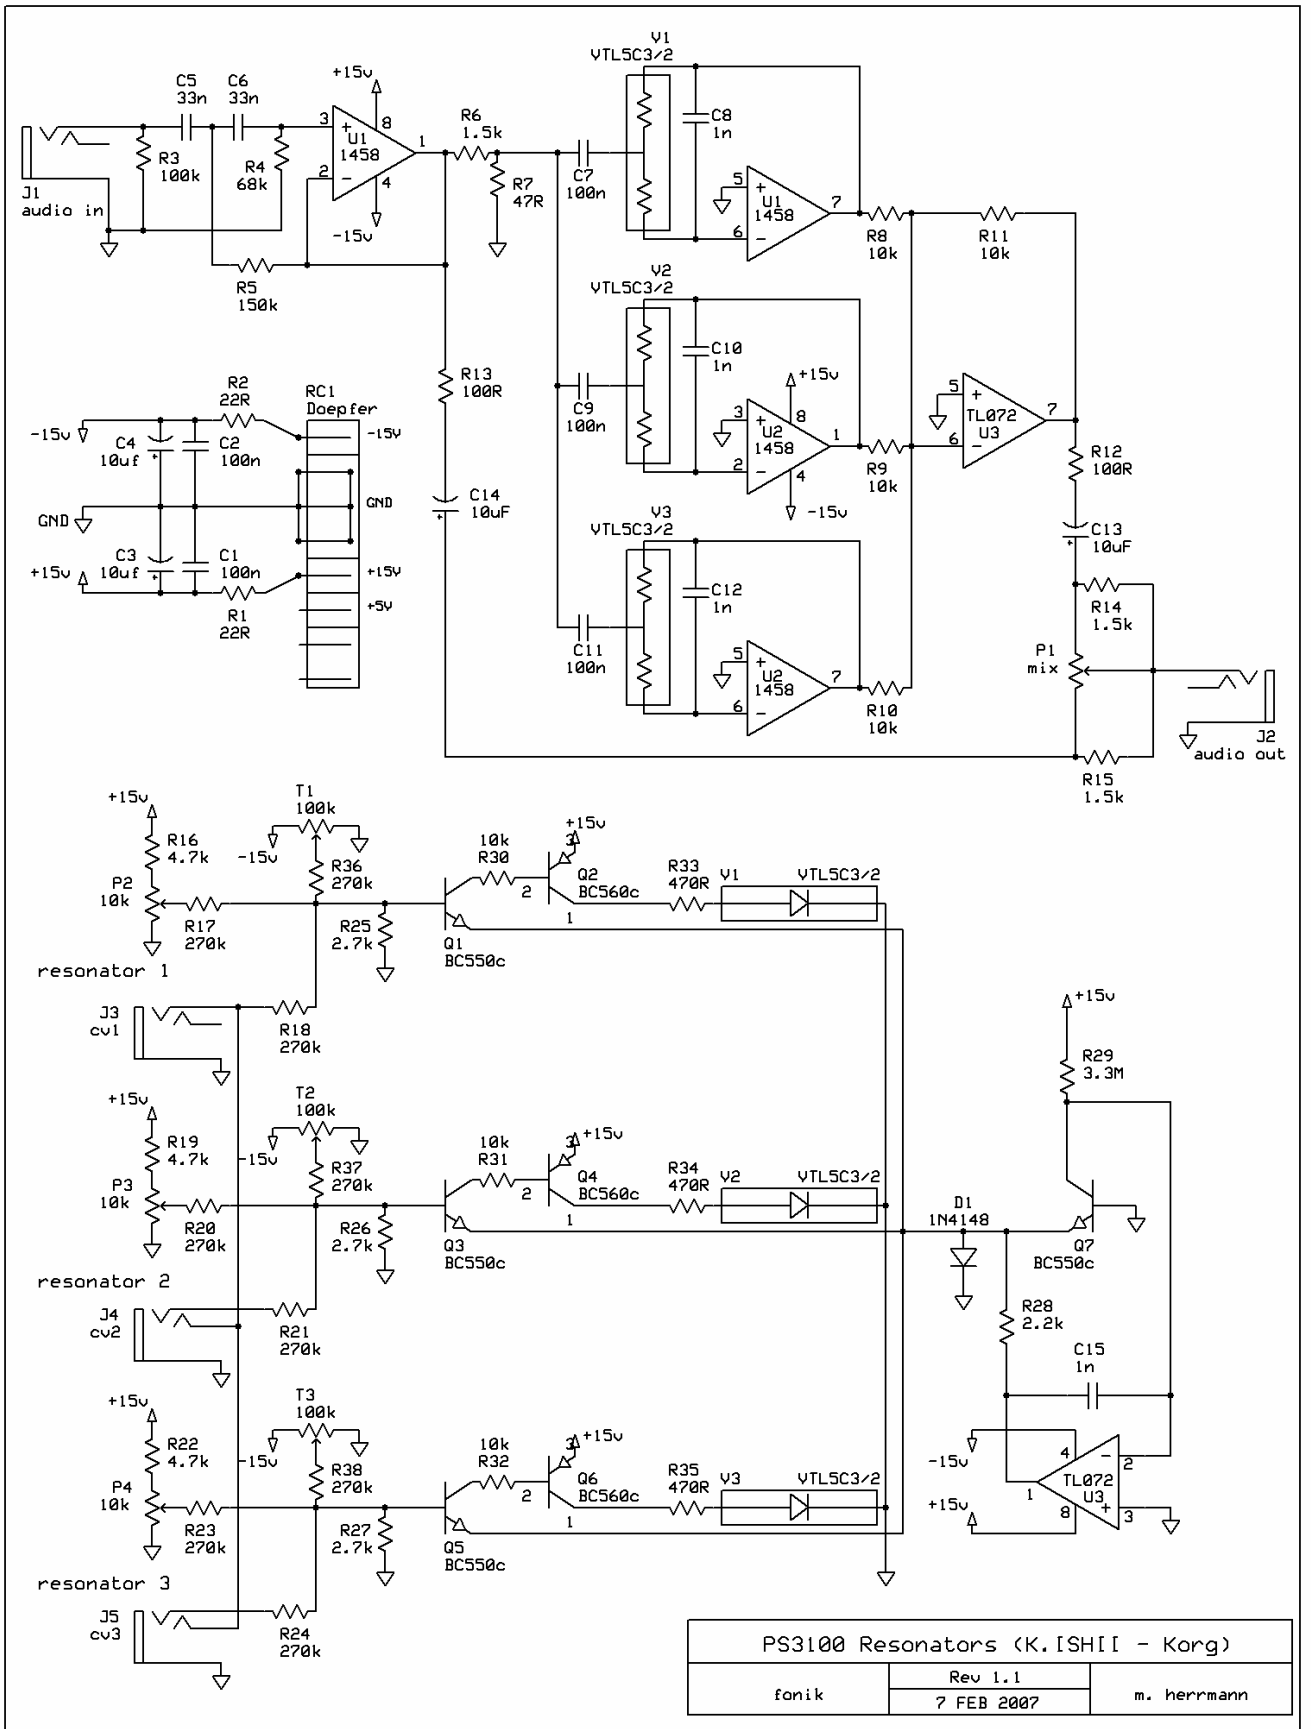 V1
VTL5C3/2
C5
33n
C6
33n
+15v
8
3
+
U1
1458
2
-
4
-15v
1
R3
100k
R4
68k
J1
audio in
R5
150k
R6
1.5k
R7
47R
C7
100n
C8
1n
5
+
U1
1458
6
-
7
R8
10k
R11
10k
V2
VTL5C3/2
C9
100n
C10
1n
+15v
8
3
+
U2
1458
2
-
4
-15v
1
R9
10k
5
+
TL072
U3
6
-
7
R12
100R
C13
10uF
R13
100R
C14
10uF
R2
22R
RC1
Doepfer
-15v
C4
10uf
+
C2
100n
-15V
GND
GND
+15v
C3
10uf
+
C1
100n
+15V
+5V
R1
22R
V3
VTL5C3/2
C11
100n
C12
1n
5
+
U2
1458
6
-
7
R10
10k
R14
1.5k
P1
mix
J2
audio out
R15
1.5k
+15v
R16
4.7k
P2
10k
R17
270k
T1
100k
-15v
R36
270k
R25
2.7k
10k
R30
+15v
3
2
Q2
BC560c
1
Q1
BC550c
R33
470R
V1
VTL5C3/2
resonator 1
J3
cv1
R18
270k
+15v
R29
3.3M
+15v
R19
4.7k
P3
10k
R20
270k
T2
100k
-15v
R37
270k
R26
2.7k
10k
R31
3
+15v
2
Q4
BC560c
1
Q3
BC550c
R34
470R
V2
VTL5C3/2
D1
1N4148
Q7
BC550c
resonator 2
J4
cv2
R21
270k
R28
2.2k
C15
1n
+15v
R22
4.7k
P4
10k
R23
270k
T3
100k
-15v
R38
270k
R27
2.7k
10k
R32
3
+15v
2
Q6
BC560c
1
Q5
BC550c
R35
470R
V3
VTL5C3/2
-15v
4
-
2
TL072
U3
1
+
3
8
+15v
resonator 3
J5
cv3
R24
270k
PS3100 Resonators (K.ISHII - Korg)
fonik
Rev 1.1
7 FEB 2007
m. herrmann